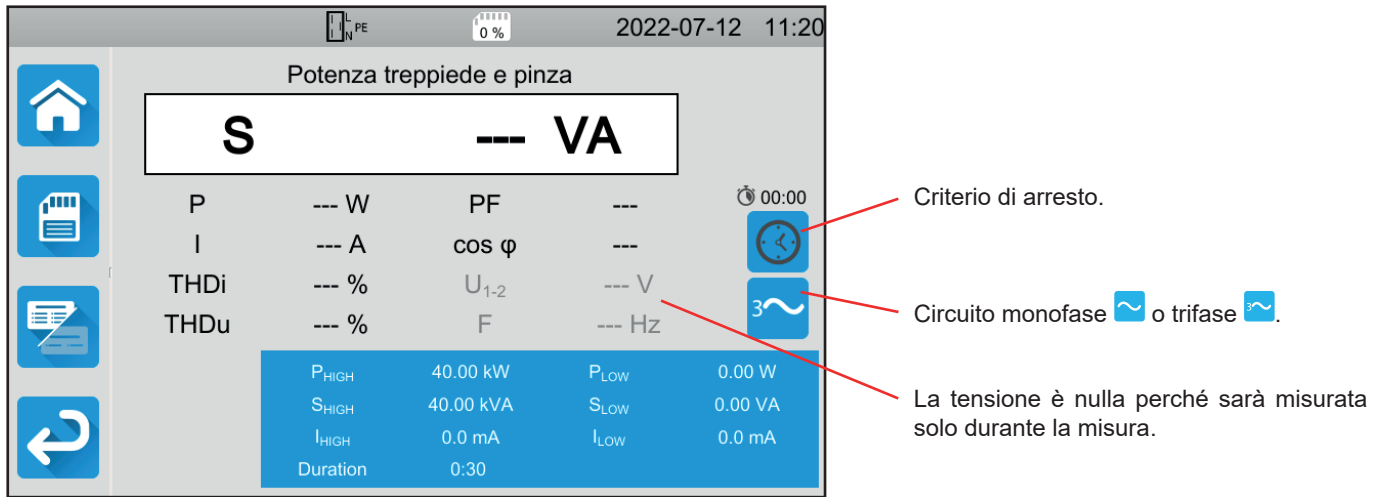 L
N PE 0 % 2022-07-12 11:20
Potenza treppiede e pinza
S --- VA
P --- W PF --- 00:00
I --- A cos φ ---
THDi --- % U1-2 --- V
THDu --- % F --- Hz
3
PHIGH 40.00 kW PLOW 0.00 W
SHIGH 40.00 kVA SLOW 0.00 VA
IHIGH 0.0 mA ILOW 0.0 mA
Duration 0:30
Criterio di arresto.
Circuito monofase o trifase 3.
La tensione è nulla perché sarà misurata
solo durante la misura.